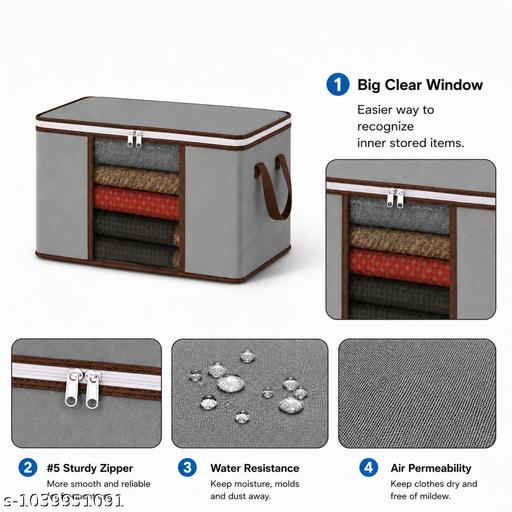 1 Big Clear Window
Easier way to
recognize
inner stored items.
2 #5 Sturdy Zipper
More smooth and reliable
3 Water Resistance
Keep moisture, molds
and dust away.
4 Air Permeability
Keep clothes dry and
free of mildew.
s-1039951091